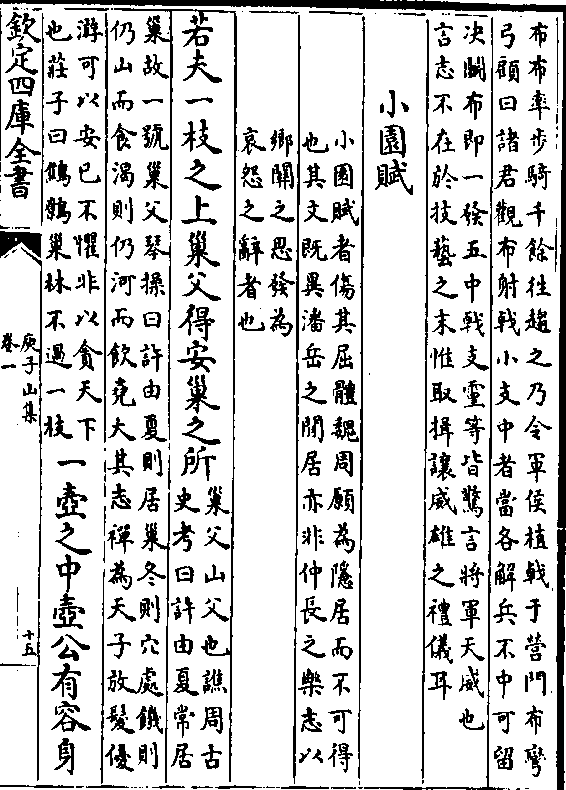 布布率步騎千餘往趨之乃令軍侯植戟于營門布彎
弓顧曰諸君觀布射戟小支中者當各解兵不中可留
决鬭布即一發五中戟支靈等皆驚言將軍天威也
言志不在於技藝之末惟取揖讓威雄之禮儀耳
小園賦
小園賦者傷其屈體魏周願為隱居而不可得
也其文既異潘岳之閒居亦非仲長之樂志以
鄉關之思發為
哀怨之辭者也
若夫一枝之上巢父得安巢之所
巢父山父也譙周古
史考曰許由夏常居
巢故一號巢父琴操曰許由夏則居巢冬則穴處饑則
仍山而食渴則仍河而飲堯大其志禪為天子放髮優
游可以安已不懼非以貪天下
也莊子曰鷦鷯巢林不過一枝
一壺之中壺公有容身
欽定四庫全書
庾子山集
卷一
十五